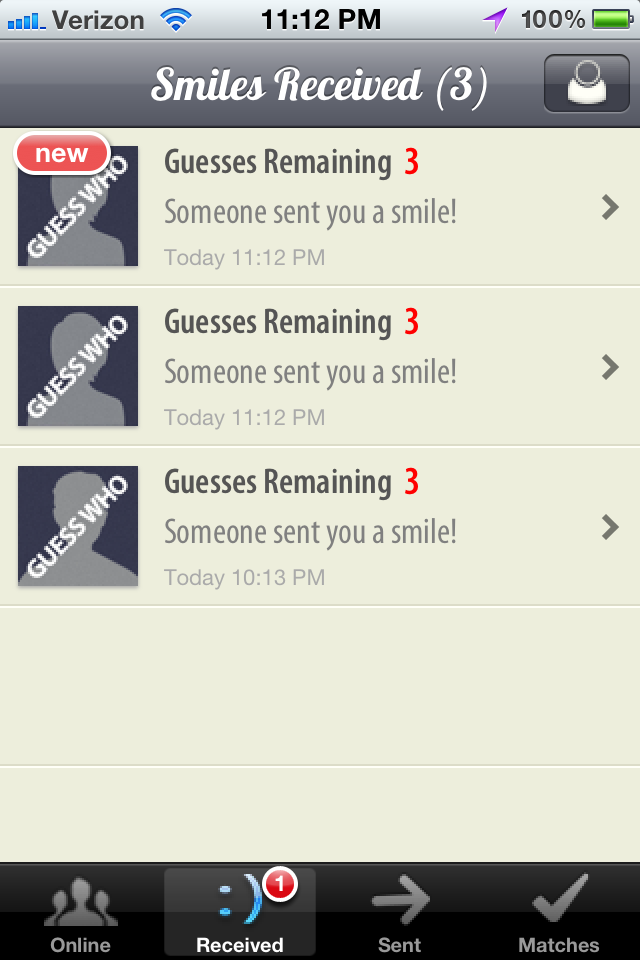 Verizon 11:12 PM 100%
Smiles Received (3)
new
GUESS WHO
Guesses Remaining 3
Someone sent you a smile!
Today 11:12 PM
GUESS WHO
Guesses Remaining 3
Someone sent you a smile!
Today 11:12 PM
GUESS WHO
Guesses Remaining 3
Someone sent you a smile!
Today 10:13 PM
:) 1
Online Received Sent Matches